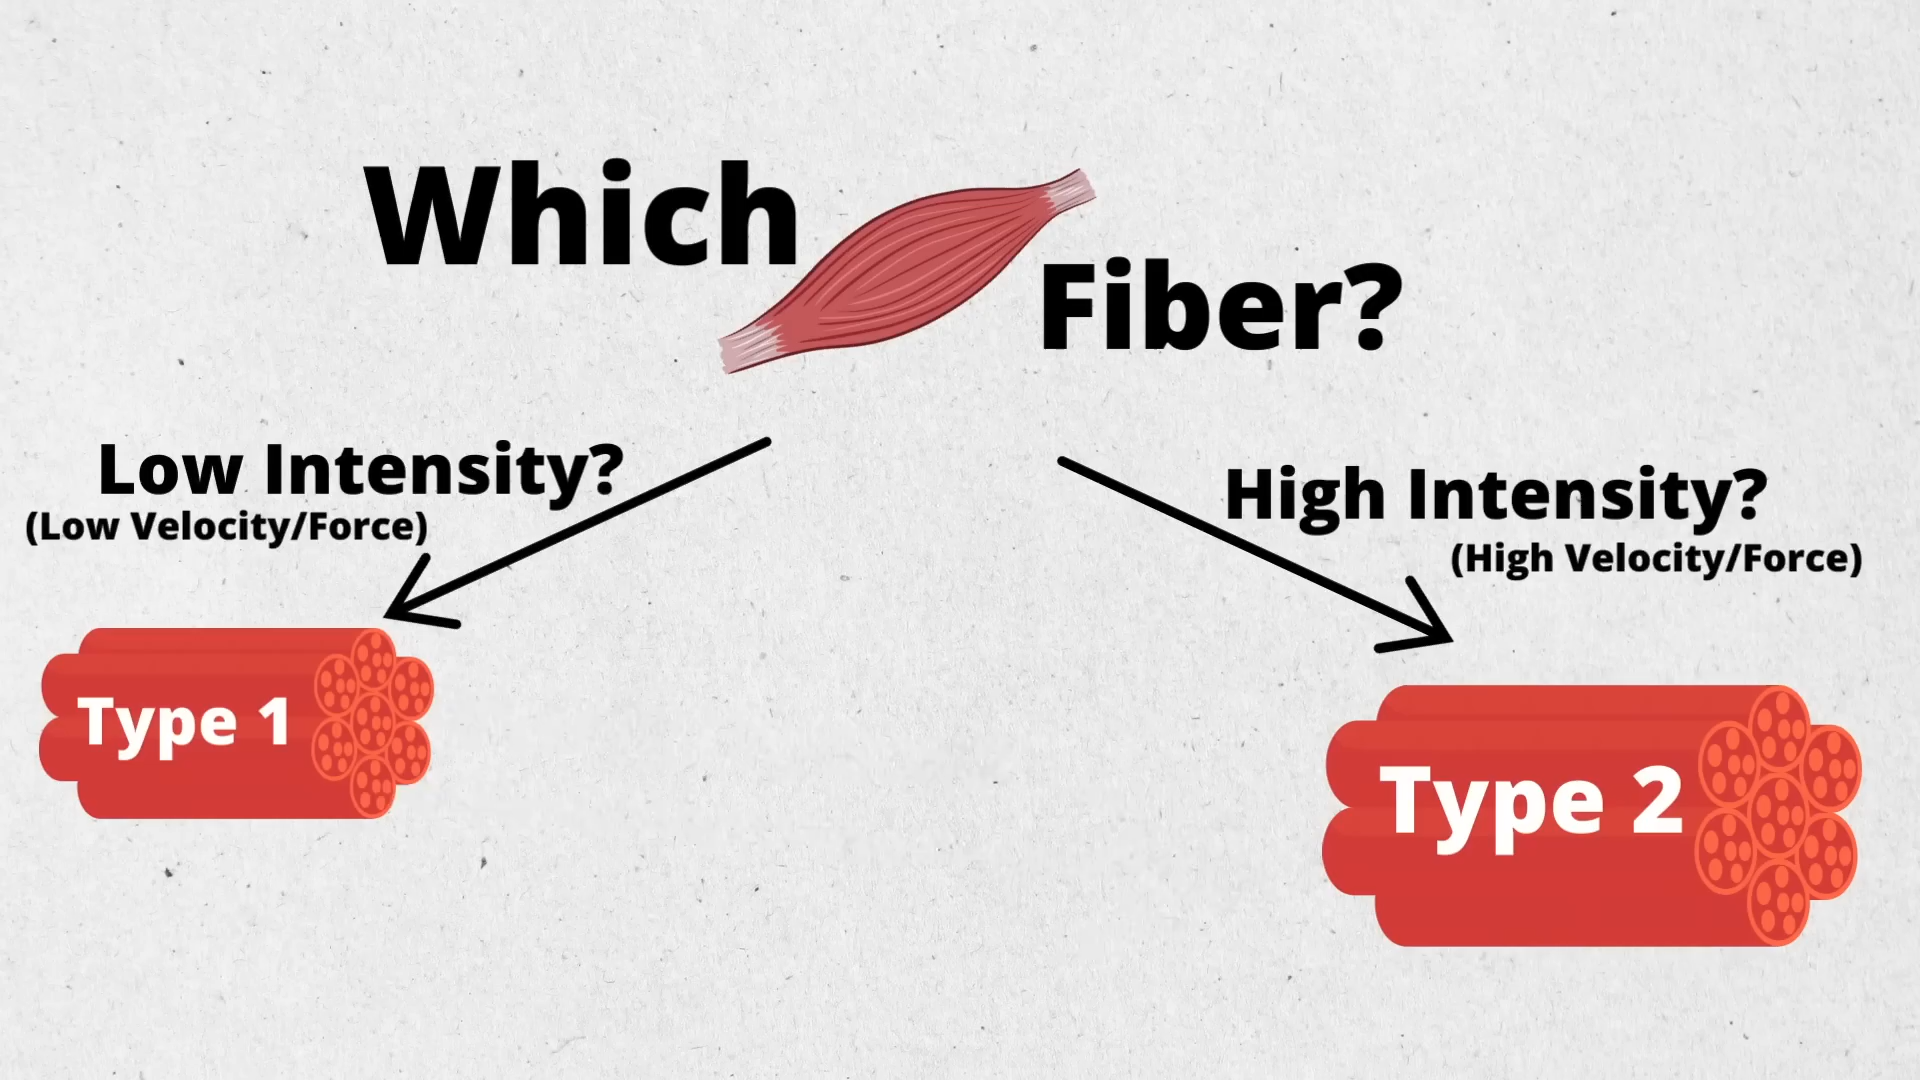 Which
Fiber?
Low Intensity?
(Low Velocity/Force)
High Intensity?
(High Velocity/Force)
Type 1
Type 2